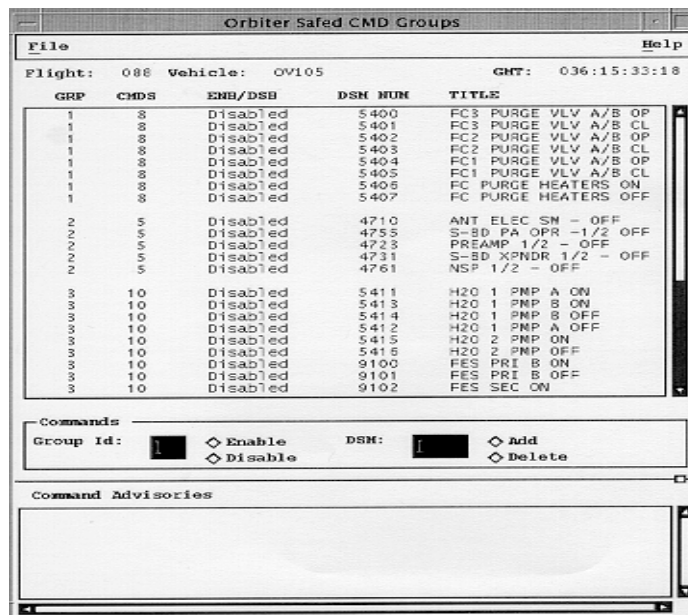 Orbiter Safed CMD Groups
File Help
Flight: 088 Vehicle: OV105 GMT: 036:15:33:18
GRP CMDS ENB/DSB DSM NUM TITLE
1 8 Disabled 5400 FC3 PURGE VLV A/B OP
1 8 Disabled 5401 FC3 PURGE VLV A/B CL
1 8 Disabled 5402 FC2 PURGE VLV A/B OP
1 8 Disabled 5403 FC2 PURGE VLV A/B CL
1 8 Disabled 5404 FC1 PURGE VLV A/B OP
1 8 Disabled 5405 FC1 PURGE VLV A/B CL
1 8 Disabled 5406 FC PURGE HEATERS ON
1 8 Disabled 5407 FC PURGE HEATERS OFF
2 5 Disabled 4710 ANT ELEC SW - OFF
2 5 Disabled 4755 S-BD PA OPR -1/2 OFF
2 5 Disabled 4723 PREAMP 1/2 - OFF
2 5 Disabled 4731 S-BD XPNDR 1/2 - OFF
2 5 Disabled 4761 NSP 1/2 - OFF
3 10 Disabled 5411 H2O 1 PMP A ON
3 10 Disabled 5413 H2O 1 PMP B ON
3 10 Disabled 5414 H2O 1 PMP B OFF
3 10 Disabled 5412 H2O 1 PMP A OFF
3 10 Disabled 5415 H2O 2 PMP ON
3 10 Disabled 5416 H2O 2 PMP OFF
3 10 Disabled 9100 FES PRI B ON
3 10 Disabled 9101 FES PRI B OFF
3 10 Disabled 9102 FES SEC ON
Commands
Group Id: Enable DSM: Add
Disable Delete
Command Advisories